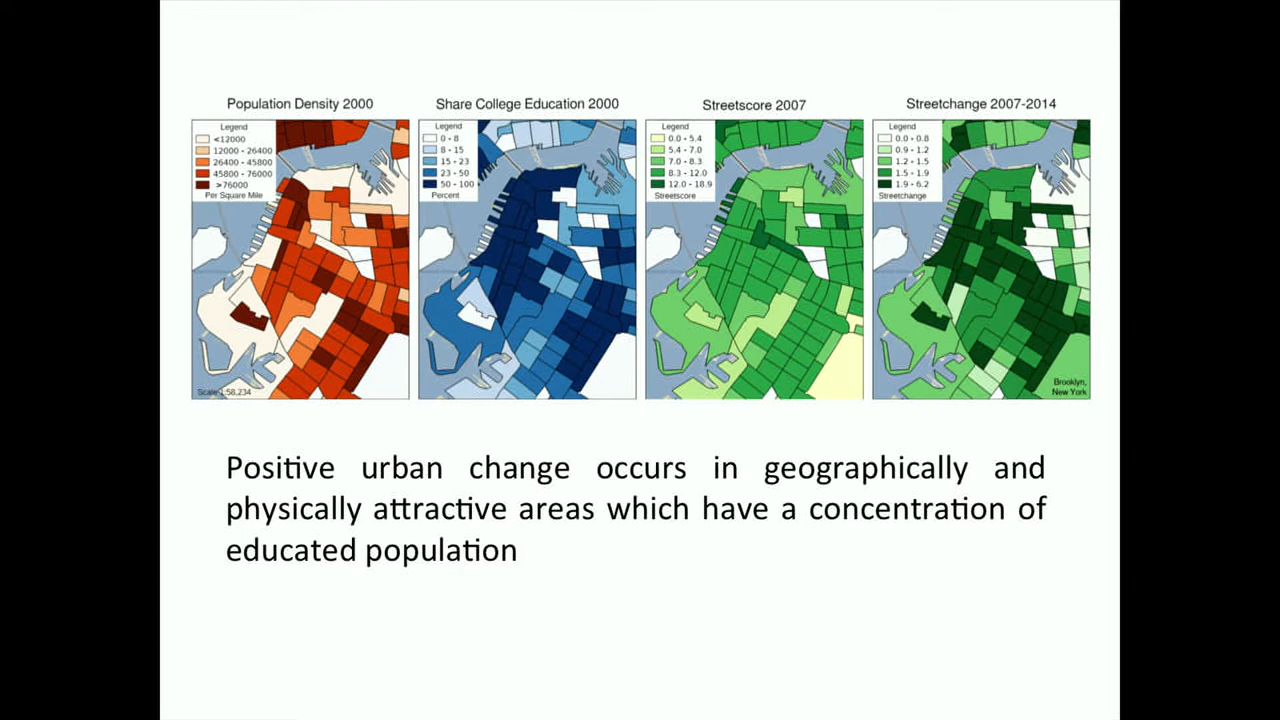 Population Density 2000
Share College Education 2000
Streetscore 2007
Streetchange 2007-2014
Legend
<12000
12000 - 26400
26400 - 45800
45800 - 76000
>76000
Per Square Mile
Scale 1:58,234
Legend
0 - 8
8 - 15
15 - 23
23 - 50
50 - 100
Percent
Legend
0.0 - 5.4
5.4 - 7.0
7.0 - 8.3
8.3 - 12.0
12.0 - 18.9
Streetscore
Legend
0.0 - 0.8
0.9 - 1.2
1.2 - 1.5
1.5 - 1.9
1.9 - 6.2
Streetchange
Brooklyn,
New York
Positive urban change occurs in geographically and
physically attractive areas which have a concentration of
educated population